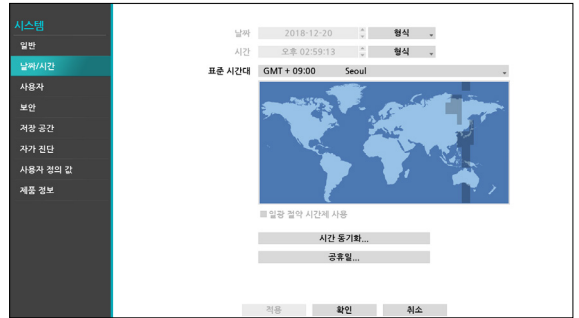 시스템
일반
날짜/시간
사용자
보안
저장 공간
자가 진단
사용자 정의 값
제품 정보
날짜 2018-12-20 형식
시간 오후 02:59:13 형식
표준 시간대 GMT + 09:00 Seoul
일광 절약 시간제 사용
시간 동기화...
공휴일...
적용 확인 취소